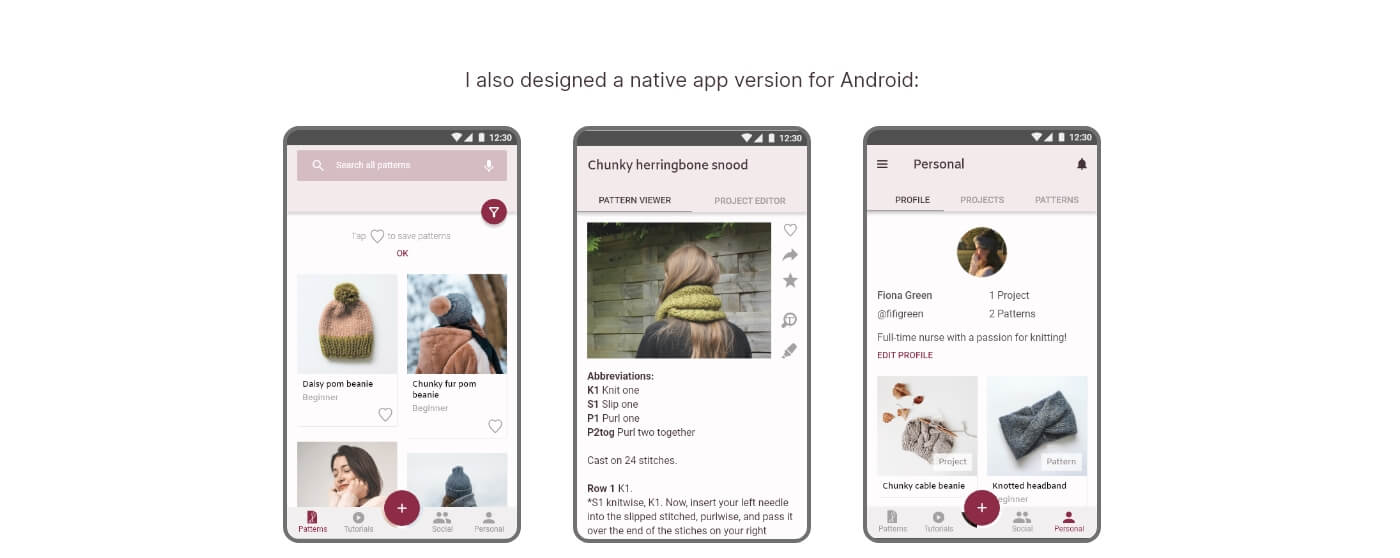 I also designed a native app version for Android:
12:30
Search all patterns
Tap to save patterns
OK
Daisy pom beanie
Beginner
Chunky fur pom
beanie
Beginner
Patterns Tutorials + Social Personal
12:30
Chunky herringbone snood
PATTERN VIEWER PROJECT EDITOR
Abbreviations:
K1 Knit one
S1 Slip one
P1 Purl one
P2tog Purl two together
Cast on 24 stitches.
Row 1 K1.
*S1 knitwise, K1. Now, insert your left needle
into the slipped stitched, purlwise, and pass it
over the end of the stiches on your right
12:30
Personal
PROFILE PROJECTS PATTERNS
Fiona Green 1 Project
@fifigreen 2 Patterns
Full-time nurse with a passion for knitting!
EDIT PROFILE
Project Pattern
Chunky cable beanie Knotted headband
Beginner
Patterns Tutorials + Social Personal